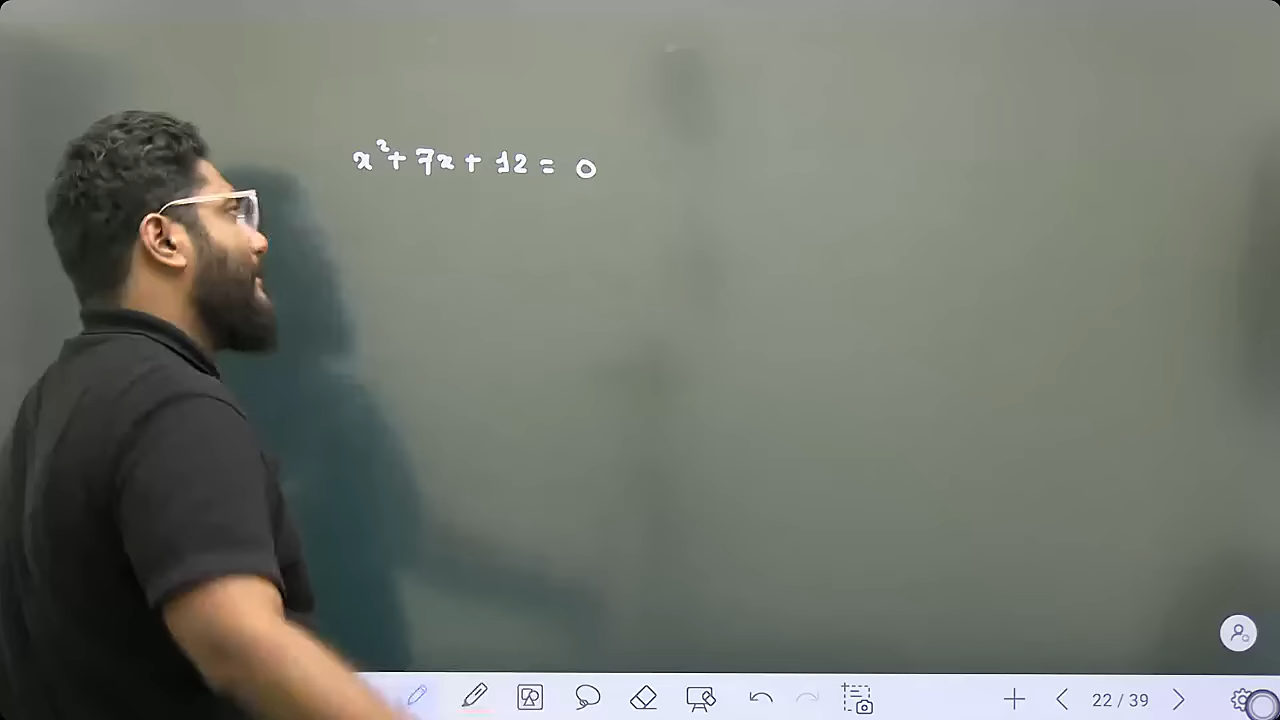 x²+ 7x + 12 = 0
22 / 39